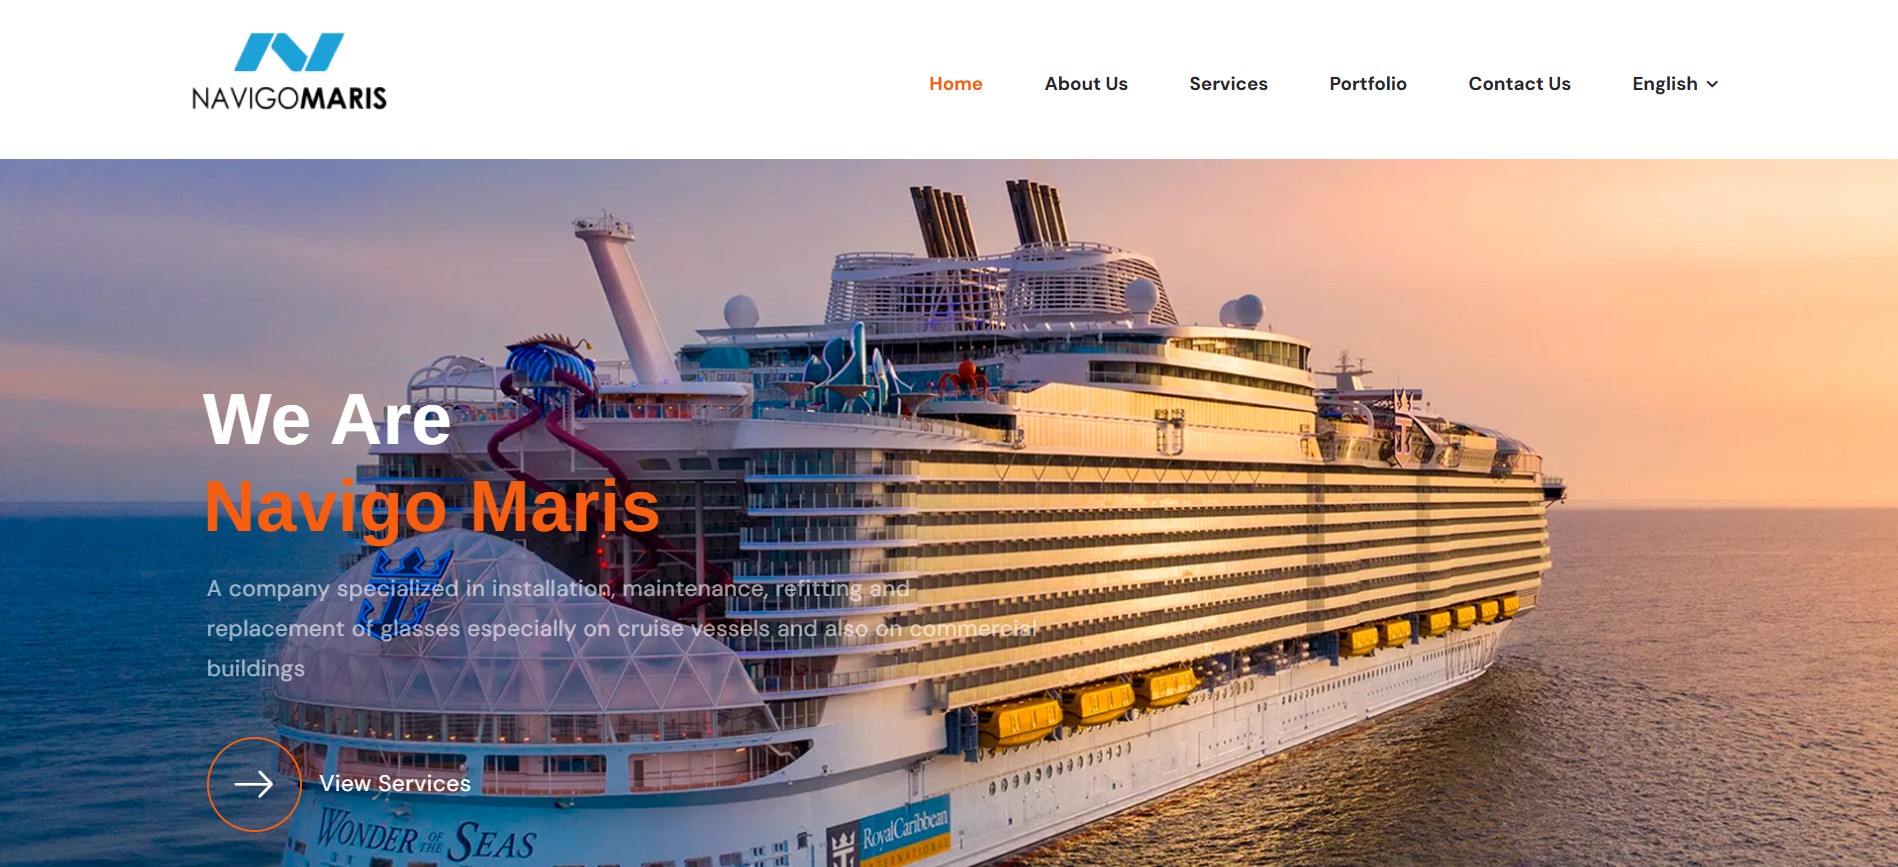 NAVIGOMARIS
Home About Us Services Portfolio Contact Us English
We Are
Navigo Maris
A company specialized in installation, maintenance, refitting and
replacement of glasses especially on cruise vessels and also on commercial
buildings
View Services
WONDER OF THE SEAS
RoyalCaribbean
INTERNATIONAL
WONDER